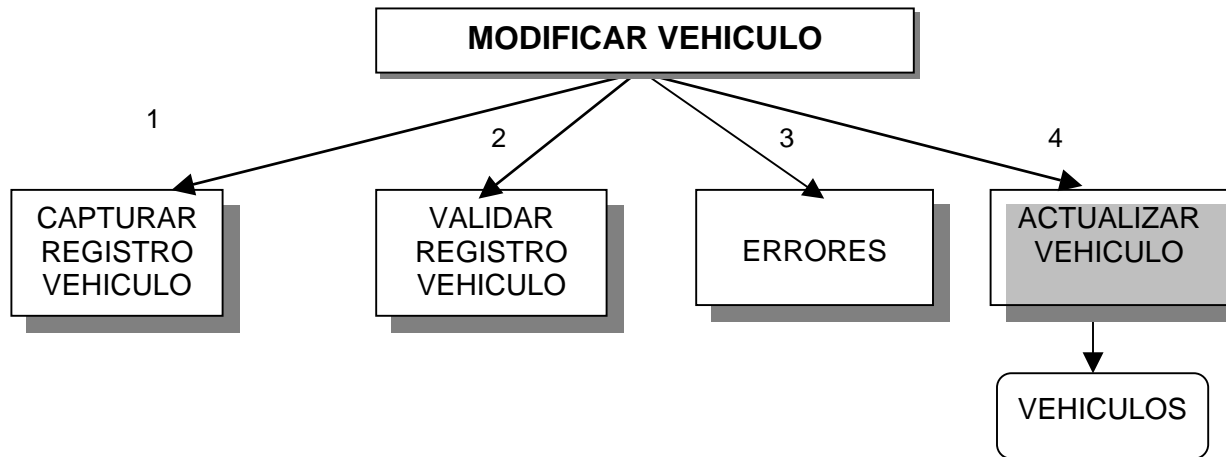 MODIFICAR VEHICULO
1
2
3
4
CAPTURAR
REGISTRO
VEHICULO
VALIDAR
REGISTRO
VEHICULO
ERRORES
ACTUALIZAR
VEHICULO
VEHICULOS